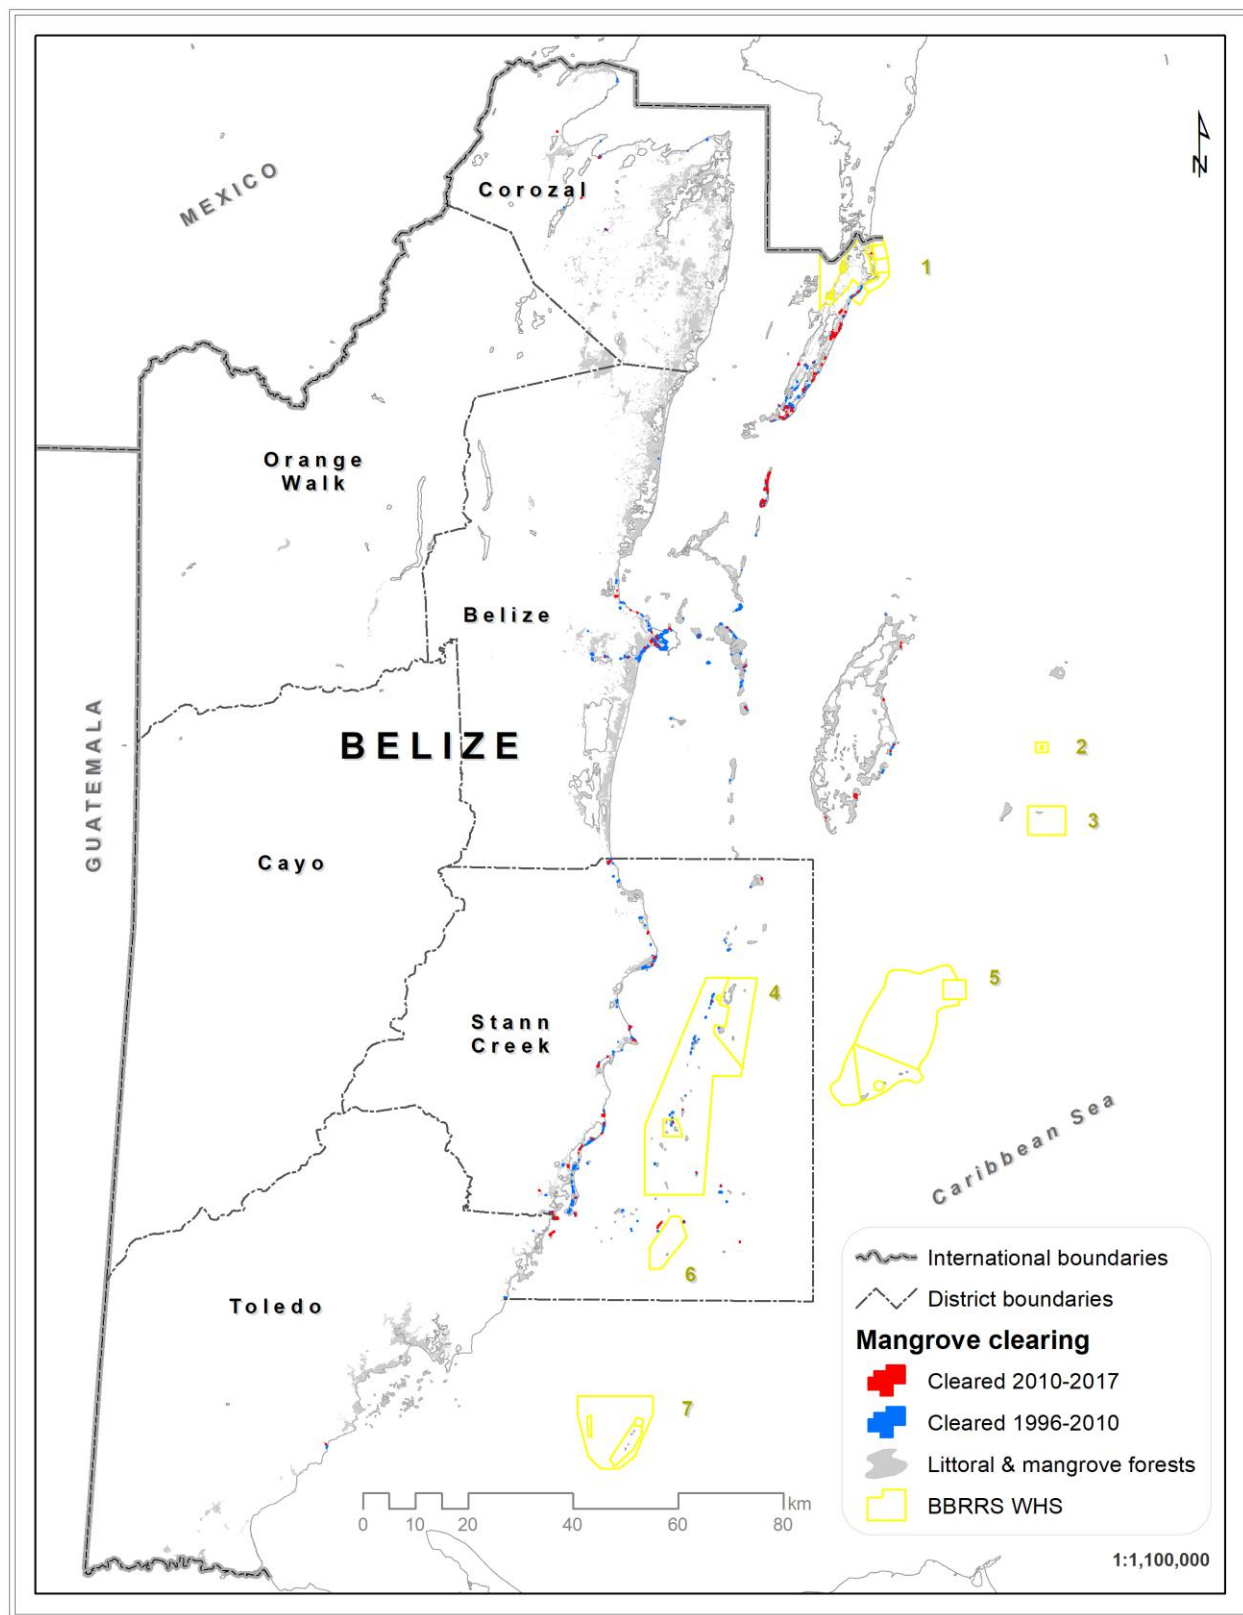 MEXICO
N
Corozal
1
Orange
Walk
Belize
GUATEMALA
BELIZE
2
3
Cayo
4
5
Stann
Creek
Caribbean Sea
6
Toledo
7
km
0 10 20 40 60 80
International boundaries
District boundaries
Mangrove clearing
Cleared 2010-2017
Cleared 1996-2010
Littoral & mangrove forests
BBRRS WHS
1:1,100,000